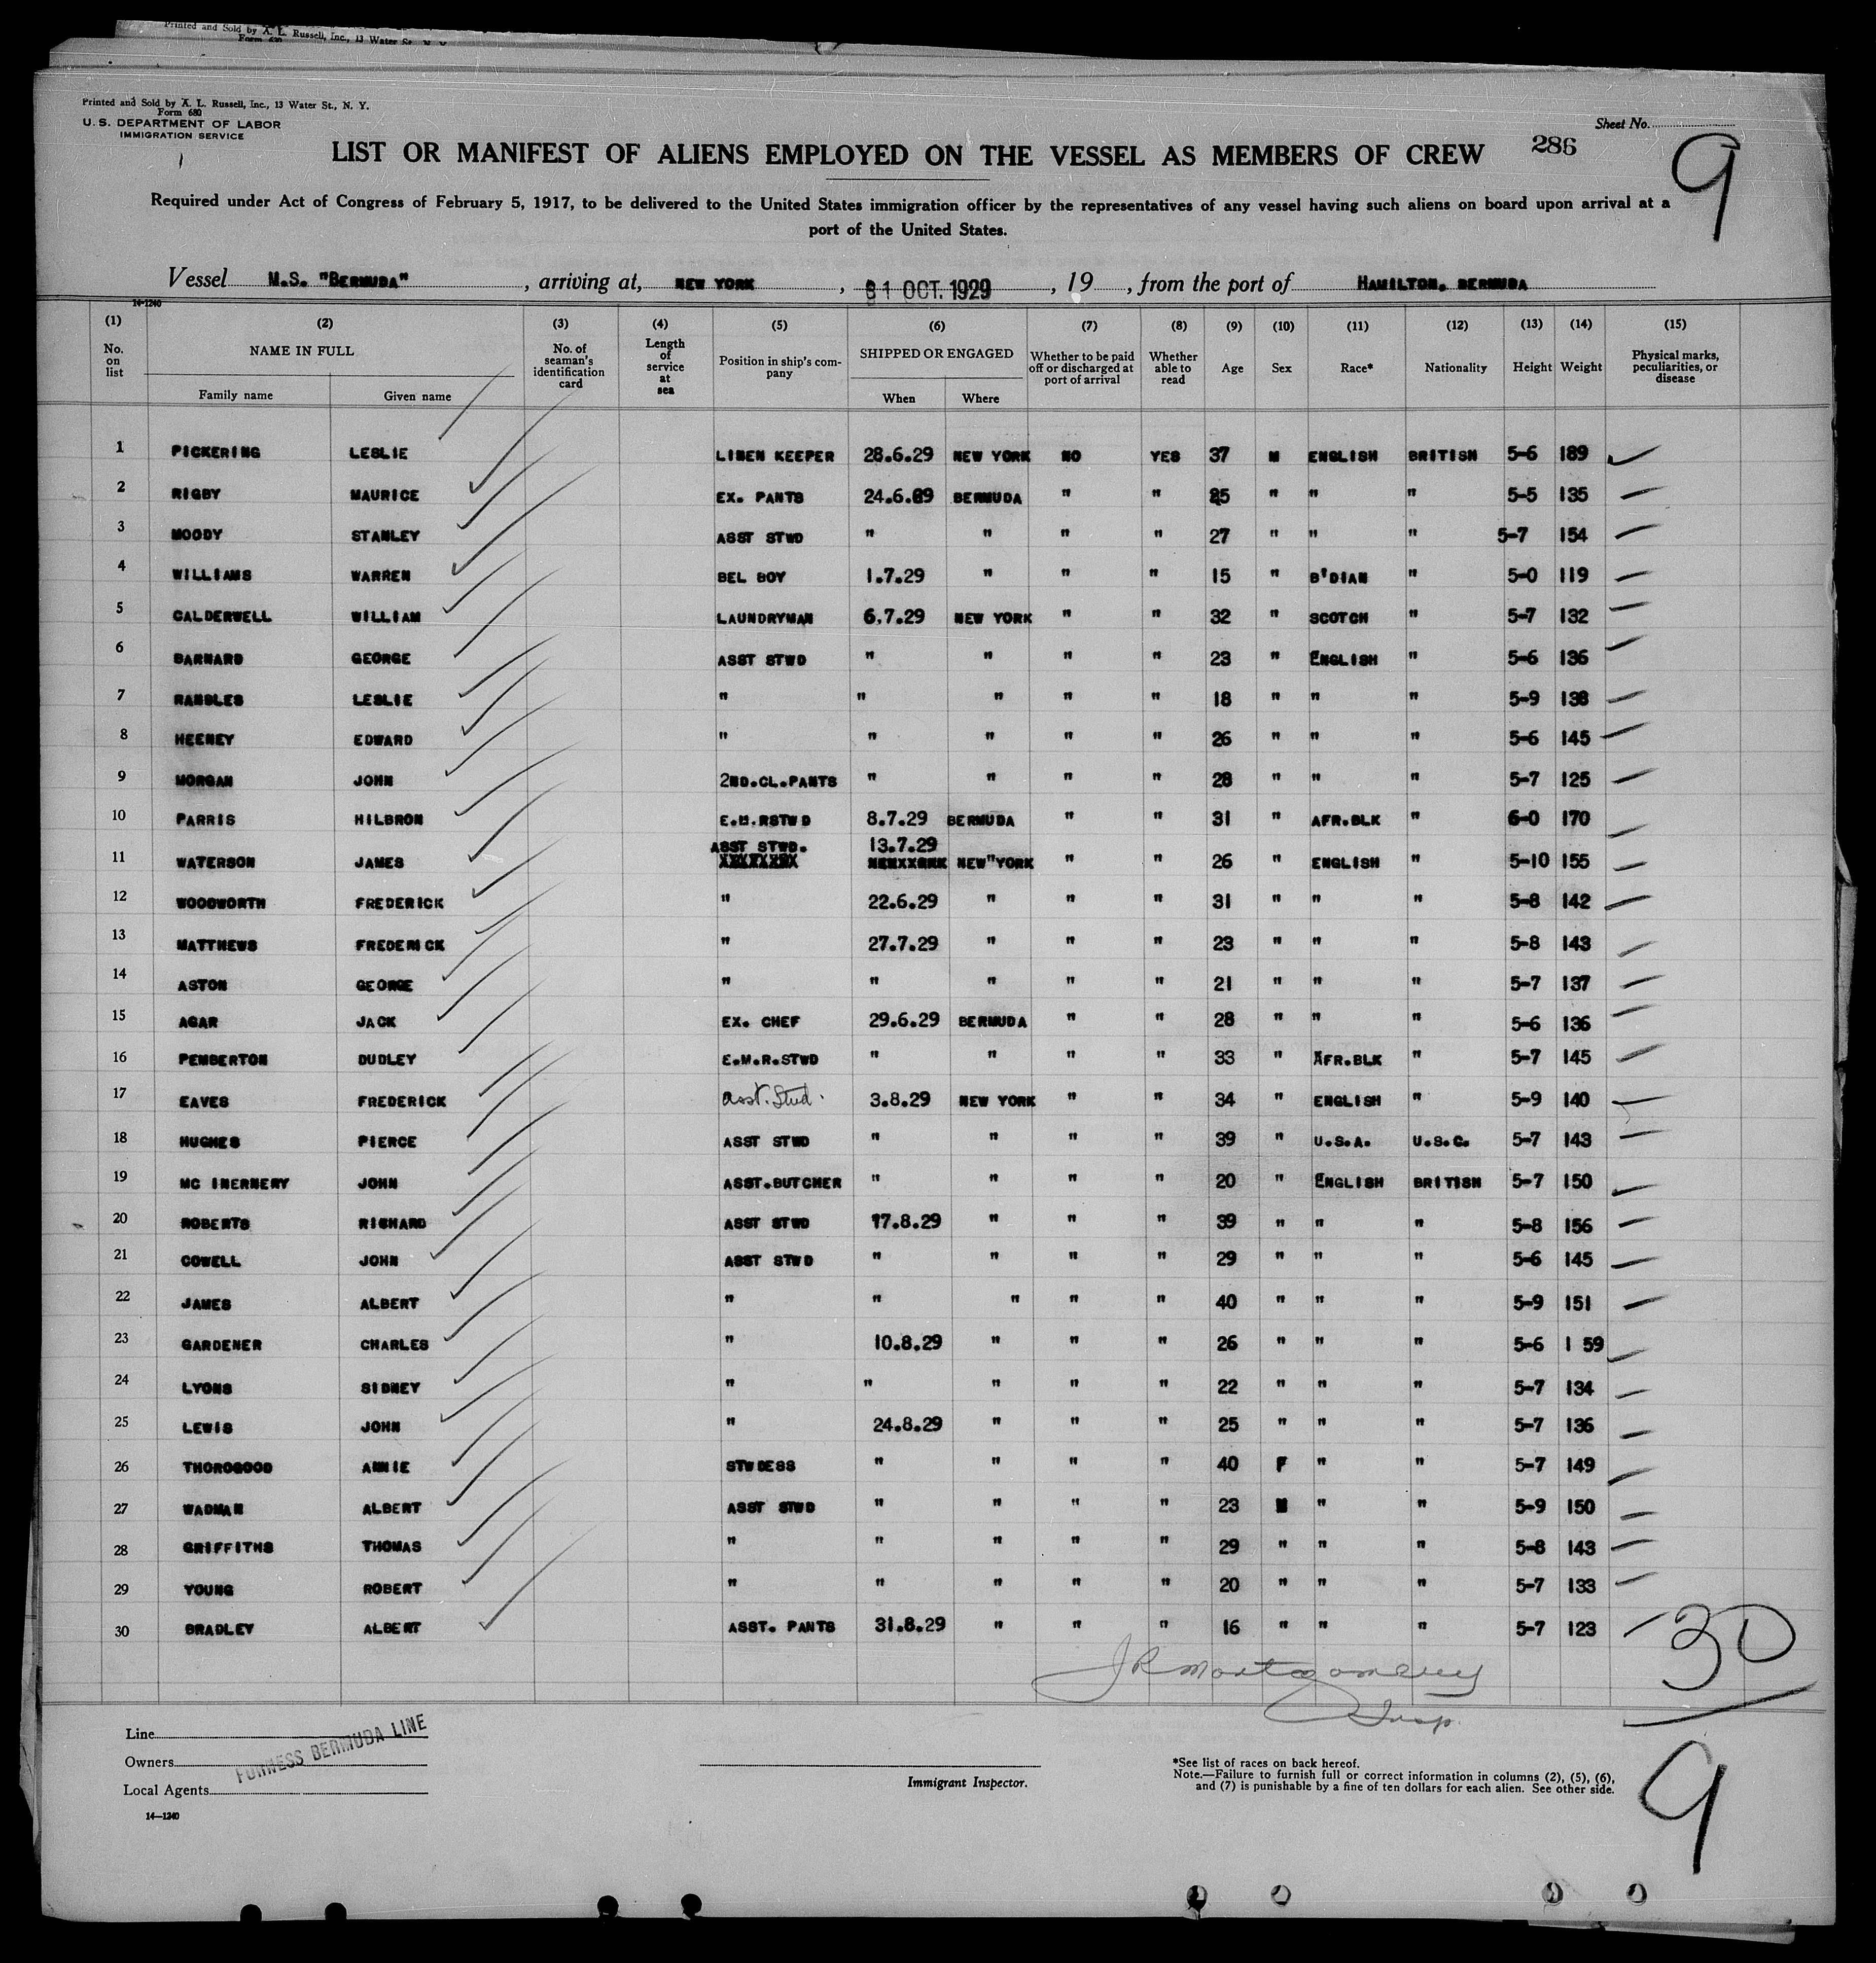 Printed and Sold by A. L. Russell, Inc., 13 Water St., N. Y.
Form 630
Printed and Sold by A. L. Russell, Inc., 13 Water St., N. Y.
Form 680
U. S. DEPARTMENT OF LABOR
IMMIGRATION SERVICE
Sheet No.
286
9
LIST OR MANIFEST OF ALIENS EMPLOYED ON THE VESSEL AS MEMBERS OF CREW
Required under Act of Congress of February 5, 1917, to be delivered to the United States immigration officer by the representatives of any vessel having such aliens on board upon arrival at a
port of the United States.
Vessel M.S. "BERMUDA", arriving at, NEW YORK, 31 OCT. 1929, 19 , from the port of HAMILTON. BERMUDA
14-1240
(1) (2) (3) (4) (5) (6) (7) (8) (9) (10) (11) (12) (13) (14) (15)
No. on list NAME IN FULL Family name Given name No. of seaman's identification card Length of service at sea Position in ship's company SHIPPED OR ENGAGED When Where Whether to be paid off or discharged at port of arrival Whether able to read Age Sex Race* Nationality Height Weight Physical marks, peculiarities, or disease
1 PICKERING LESLIE LINEN KEEPER 28.6.29 NEW YORK NO YES 37 M ENGLISH BRITISH 5-6 189
2 RIGBY MAURICE EX. PANTS 24.6.29 BERMUDA " " 25 " " " 5-5 135
3 MOODY STANLEY ASST STWD " " " " 27 " " " 5-7 154
4 WILLIAMS WARREN BEL BOY 1.7.29 " " " 15 " B'DIAN " 5-0 119
5 CALDERWELL WILLIAM LAUNDRYMAN 6.7.29 NEW YORK " " 32 " SCOTCH " 5-7 132
6 BARNARD GEORGE ASST STWD " " " " 23 " ENGLISH " 5-6 136
7 RAMBLES LESLIE " " " " " 18 " " " 5-9 138
8 HEENEY EDWARD " " " " " 26 " " " 5-6 145
9 MORGAN JOHN 2ND.CL.PANTS " " " " 28 " " " 5-7 125
10 PARRIS HILBRON E.M.RSTWD 8.7.29 BERMUDA " " 31 " AFR.BLK " 6-0 170
11 WATERSON JAMES ASST STWD. 13.7.29 NEW"YORK " " 26 " ENGLISH " 5-10 155
12 WOODWORTH FREDERICK " 22.6.29 " " " 31 " " " 5-8 142
13 MATTHEWS FREDERICK " 27.7.29 " " " 23 " " " 5-8 143
14 ASTON GEORGE " " " " " 21 " " " 5-7 137
15 AGAR JACK EX. CHEF 29.6.29 BERMUDA " " 28 " " " 5-6 136
16 PEMBERTON DUDLEY E.M.R.STWD " " " " 33 " AFR.BLK " 5-7 145
17 EAVES FREDERICK asst. Stwd. 3.8.29 NEW YORK " " 34 " ENGLISH " 5-9 140
18 HUGHES PIERCE ASST STWD " " " " 39 " U.S.A. U.S.C. 5-7 143
19 MC INERNERY JOHN ASST.BUTCHER " " " " 20 " ENGLISH BRITISH 5-7 150
20 ROBERTS RICHARD ASST STWD 17.8.29 " " " 39 " " " 5-8 156
21 COWELL JOHN ASST STWD " " " " 29 " " " 5-6 145
22 JAMES ALBERT " " " " " 40 " " " 5-9 151
23 GARDENER CHARLES " 10.8.29 " " " 26 " " " 5-6 1 59
24 LYONS SIDNEY " " " " " 22 " " " 5-7 134
25 LEWIS JOHN " 24.8.29 " " " 25 " " " 5-7 136
26 THOROGOOD ANNIE STWDESS " " " " 40 F " " 5-7 149
27 WADMAN ALBERT ASST STWD " " " " 23 M " " 5-9 150
28 GRIFFITHS THOMAS " " " " " 29 " " " 5-8 143
29 YOUNG ROBERT " " " " " 20 " " " 5-7 133
30 BRADLEY ALBERT ASST. PANTS 31.8.29 " " " 16 " " " 5-7 123
30
J R Montgomery
Insp.
Line
Owners
FURNESS BERMUDA LINE
Local Agents
14—1240
Immigrant Inspector.
*See list of races on back hereof.
Note.—Failure to furnish full or correct information in columns (2), (5), (6),
and (7) is punishable by a fine of ten dollars for each alien. See other side.
9